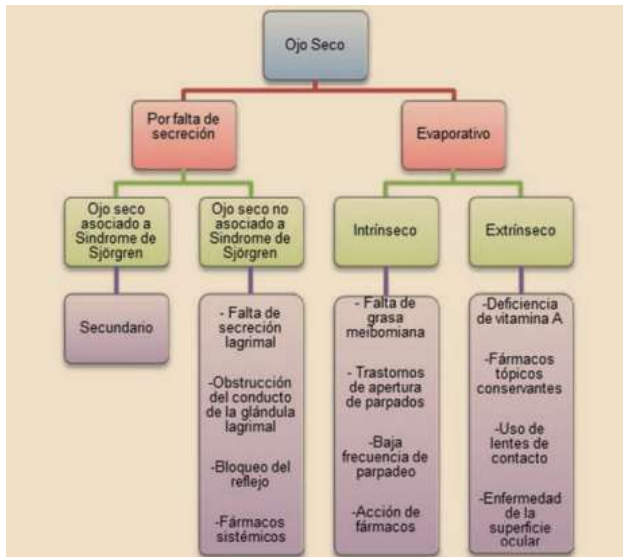 Ojo Seco
Por falta de
secreción
Evaporativo
Ojo seco
asociado a
Sindrome de
Sjörgren
Ojo seco no
asociado a
Sindrome de
Sjörgren
Intrínseco
Extrínseco
Secundario
- Falta de
secreción
lagrimal
-Obstrucción
del conducto
de la glándula
lagrimal
-Bloqueo del
reflejo
-Fármacos
sistémicos
- Falta de
grasa
meibomiana
- Trastornos
de apertura
de parpados
-Baja
frecuencia de
parpadeo
-Acción de
fármacos
-Deficiencia
de vitamina A
-Fármacos
tópicos
conservantes
-Uso de
lentes de
contacto
-Enfermedad
de la
superficie
ocular